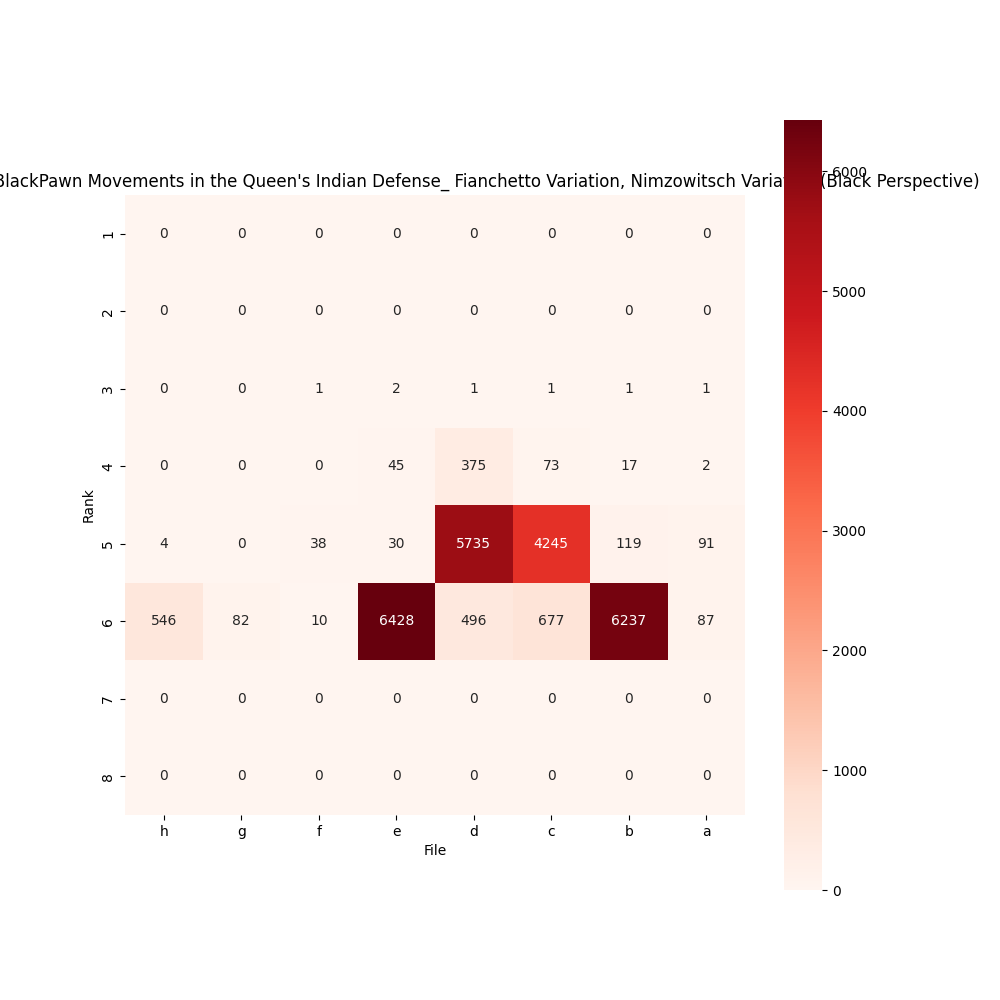 BlackPawn Movements in the Queen's Indian Defense_ Fianchetto Variation, Nimzowitsch (Black Perspective)
6000
5000
4000
3000
2000
1000
0
Rank
1 0 0 0 0 0 0 0 0
2 0 0 0 0 0 0 0 0
3 0 0 1 2 1 1 1 1
4 0 0 0 45 375 73 17 2
5 4 0 38 30 5735 4245 119 91
6 546 82 10 6428 496 677 6237 87
7 0 0 0 0 0 0 0 0
8 0 0 0 0 0 0 0 0
h g f e d c b a
File